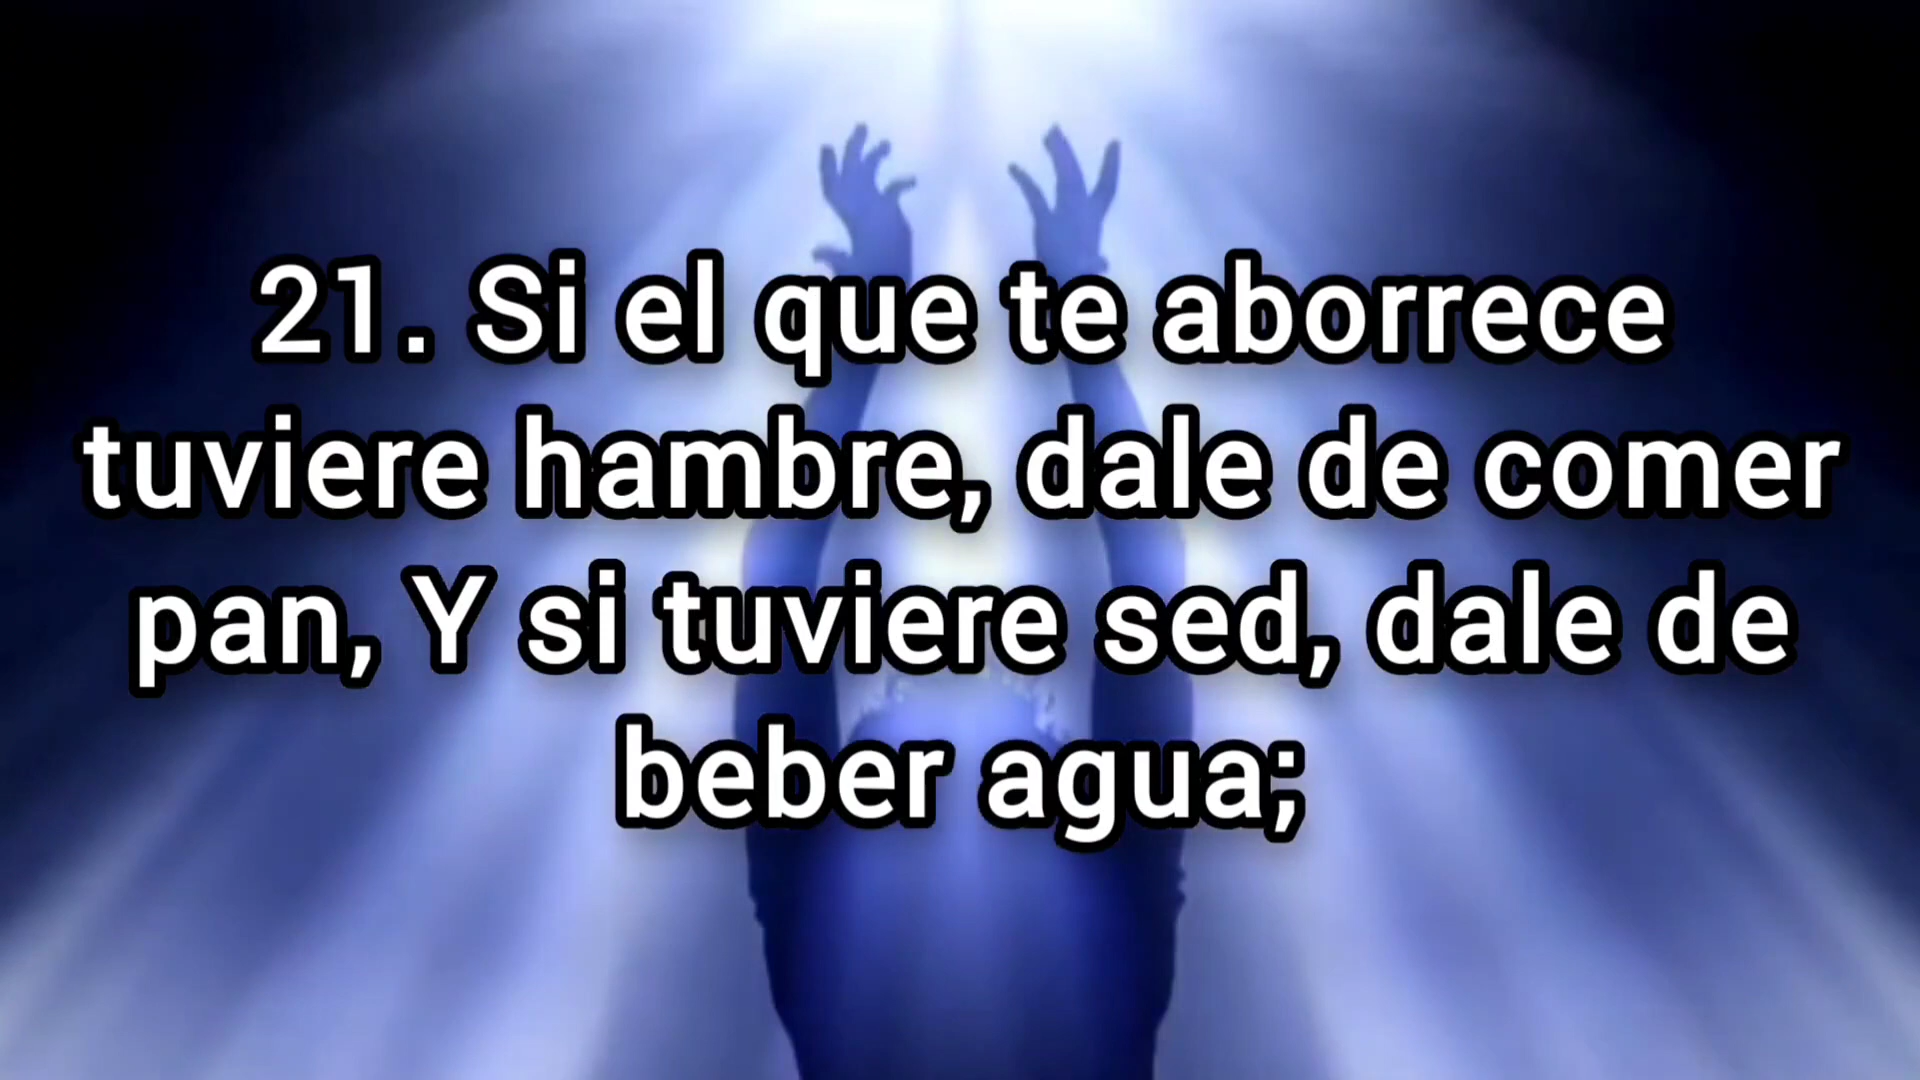 21. Si el que te aborrece
tuviere hambre, dale de comer
pan, Y si tuviere sed, dale de
beber agua;